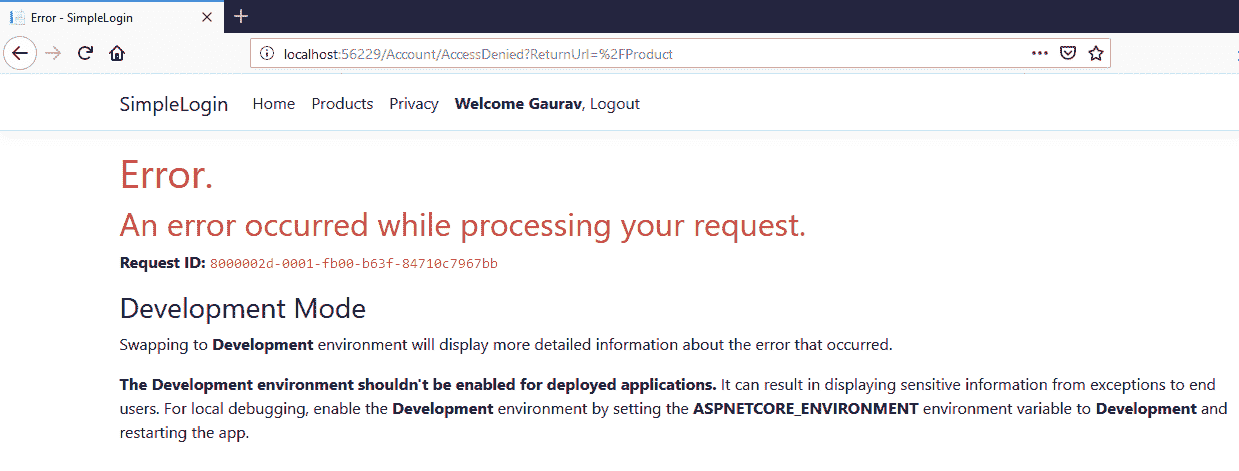 Error - SimpleLogin
localhost:56229/Account/AccessDenied?ReturnUrl=%2FProduct
SimpleLogin Home Products Privacy Welcome Gaurav, Logout
Error.
An error occurred while processing your request.
Request ID: 8000002d-0001-fb00-b63f-84710c7967bb
Development Mode
Swapping to Development environment will display more detailed information about the error that occurred.
The Development environment shouldn't be enabled for deployed applications. It can result in displaying sensitive information from exceptions to end
users. For local debugging, enable the Development environment by setting the ASPNETCORE_ENVIRONMENT environment variable to Development and
restarting the app.